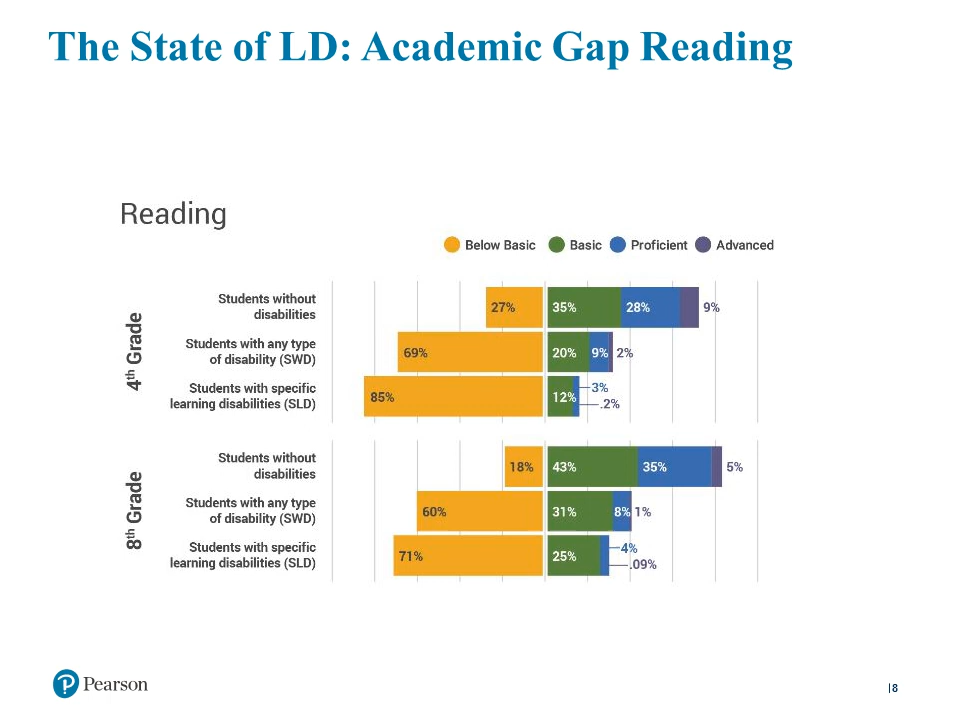 The State of LD: Academic Gap Reading
Reading
Below Basic Basic Proficient Advanced
4th Grade
Students without
disabilities
27% 35% 28% 9%
Students with any type
of disability (SWD)
69% 20% 9% 2%
Students with specific
learning disabilities (SLD)
85% 12% 3%
.2%
8th Grade
Students without
disabilities
18% 43% 35% 5%
Students with any type
of disability (SWD)
60% 31% 8% 1%
Students with specific
learning disabilities (SLD)
71% 25% 4%
.09%
P Pearson
|8